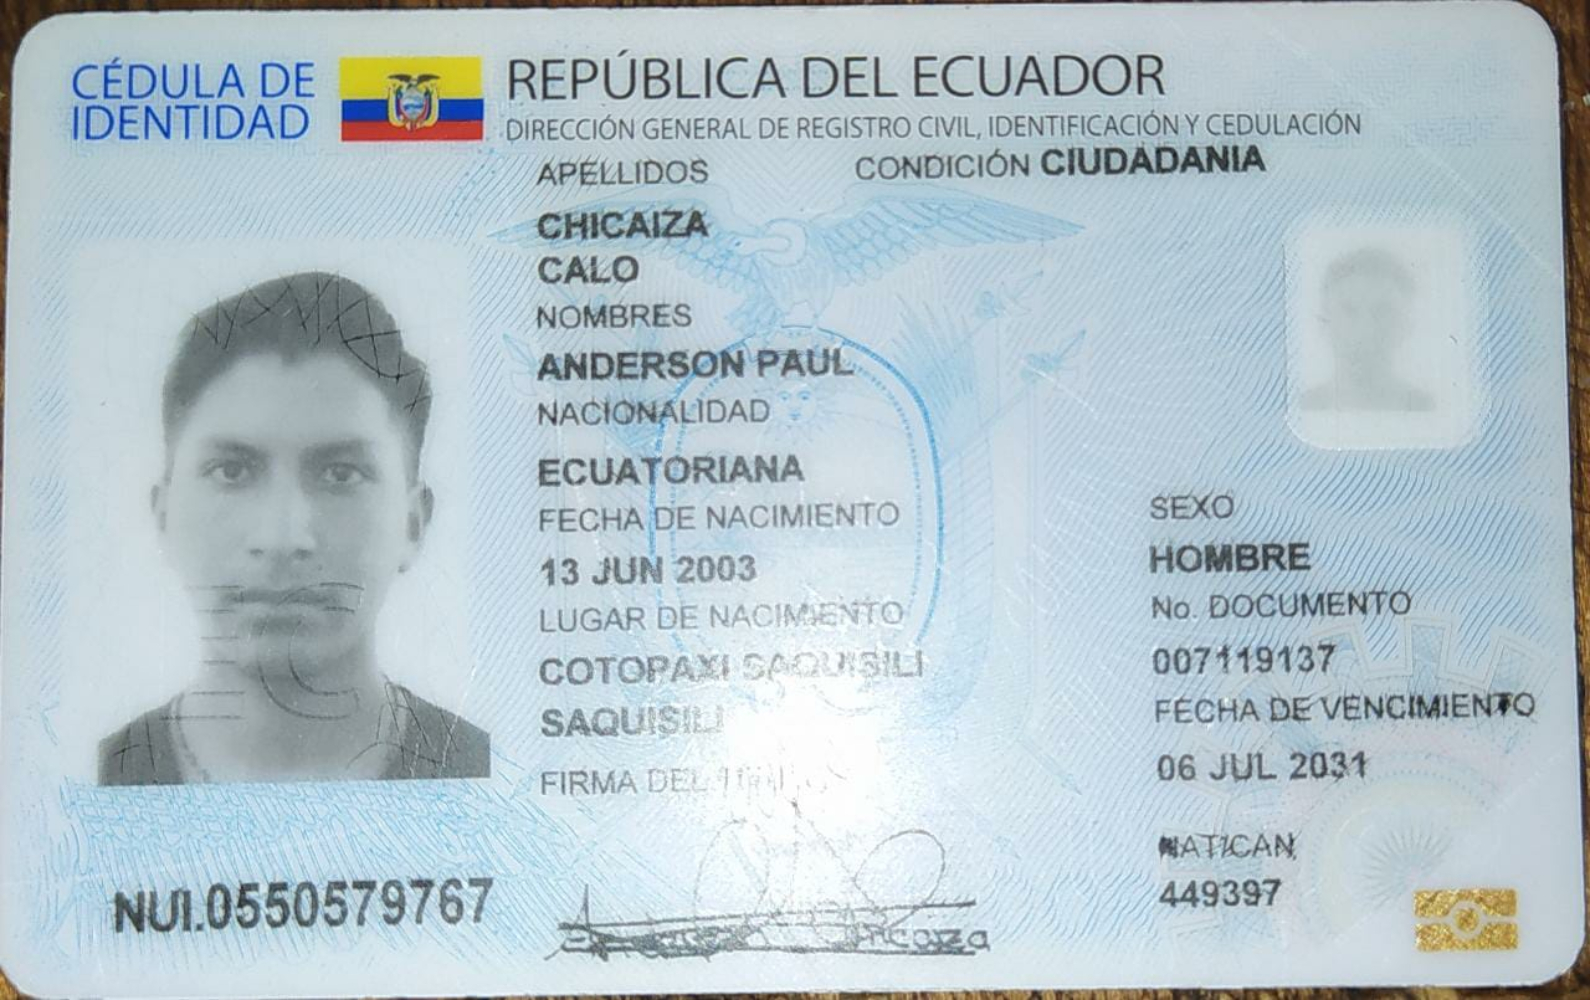 CÉDULA DE
IDENTIDAD
REPÚBLICA DEL ECUADOR
DIRECCIÓN GENERAL DE REGISTRO CIVIL, IDENTIFICACIÓN Y CEDULACIÓN
APELLIDOS
CONDICIÓN CIUDADANIA
CHICAIZA
CALO
NOMBRES
ANDERSON PAUL
NACIONALIDAD
ECUATORIANA
FECHA DE NACIMIENTO
13 JUN 2003
LUGAR DE NACIMIENTO
COTOPAXI SAQUISILI
SAQUISILI
FIRMA DEL
SEXO
HOMBRE
No. DOCUMENTO
007119137
FECHA DE VENCIMIENTO
06 JUL 2031
NAT/CAN
449397
NUI.0550579767